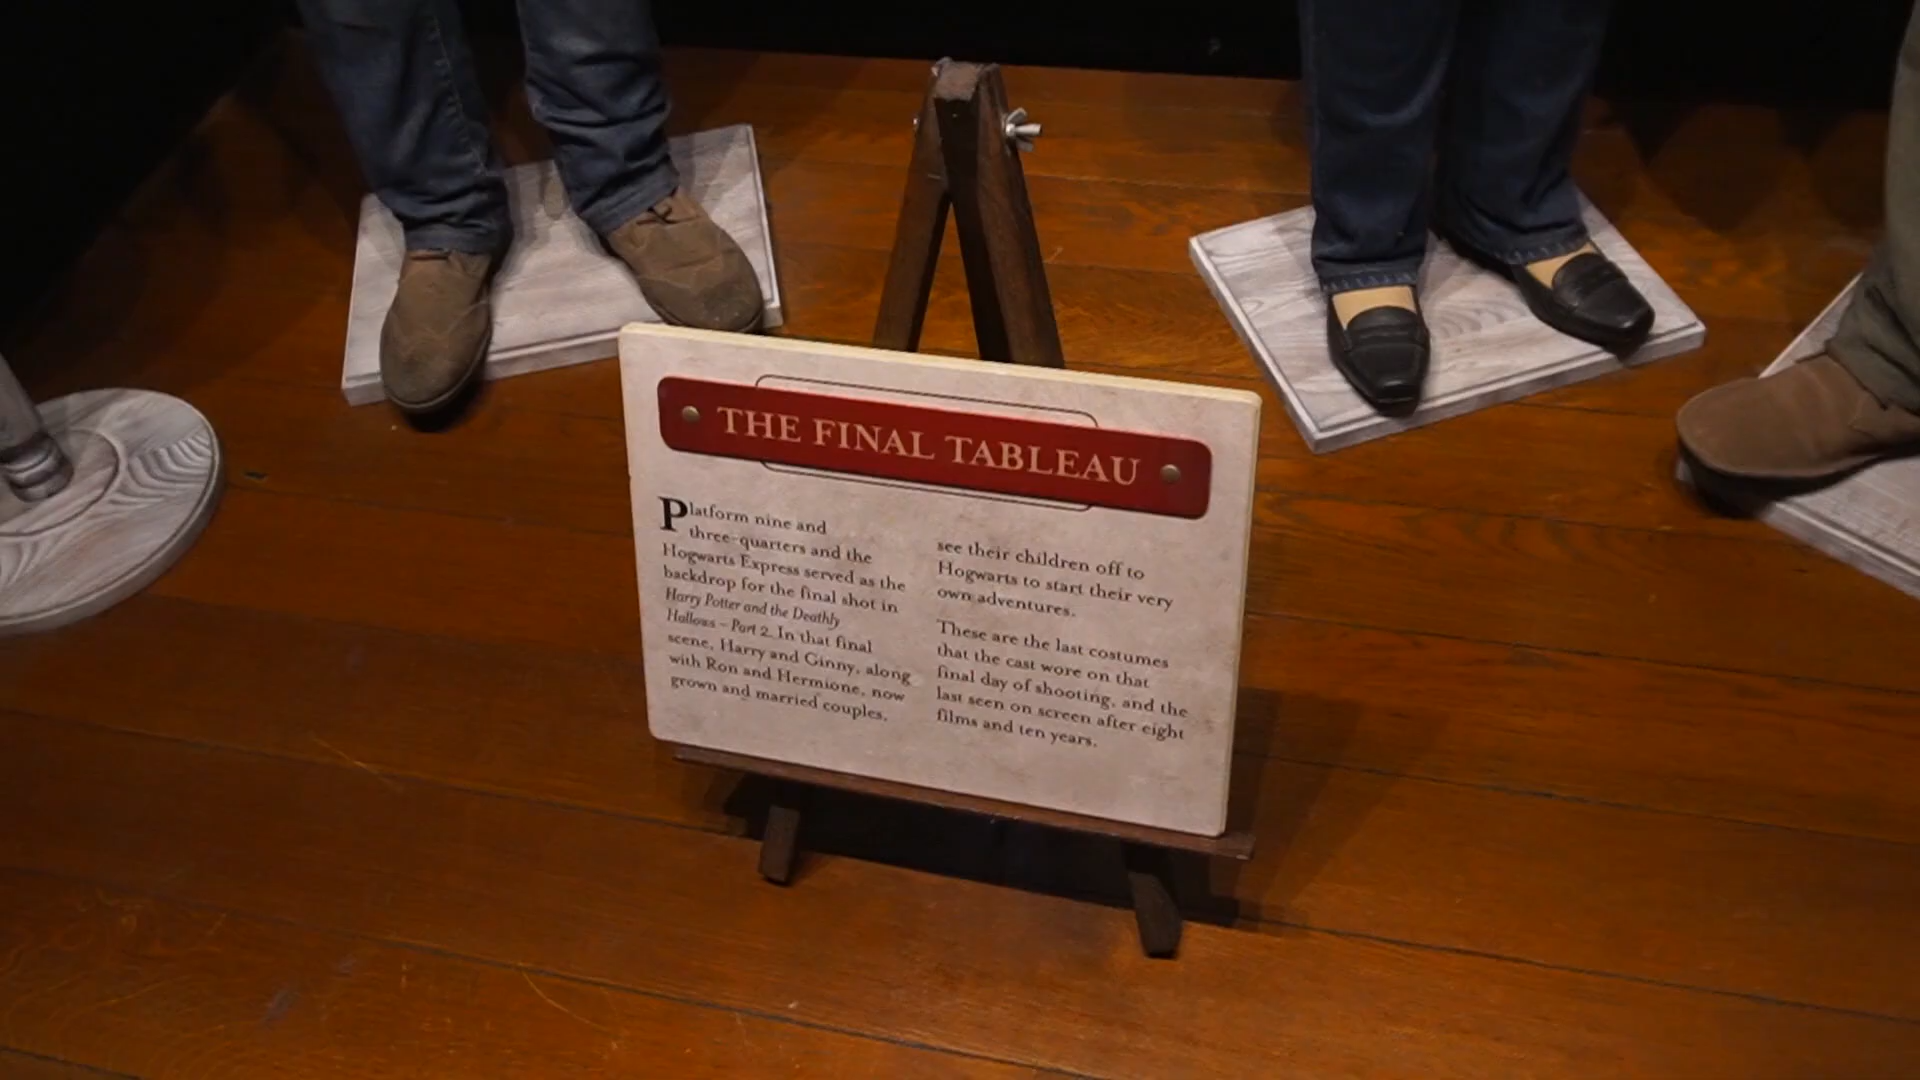 THE FINAL TABLEAU
Platform nine and
three-quarters and the
Hogwarts Express served as the
backdrop for the final shot in
Harry Potter and the Deathly
Hallows – Part 2. In that final
scene, Harry and Ginny, along
with Ron and Hermione, now
grown and married couples,
see their children off to
Hogwarts to start their very
own adventures.
These are the last costumes
that the cast wore on that
final day of shooting, and the
last seen on screen after eight
films and ten years.